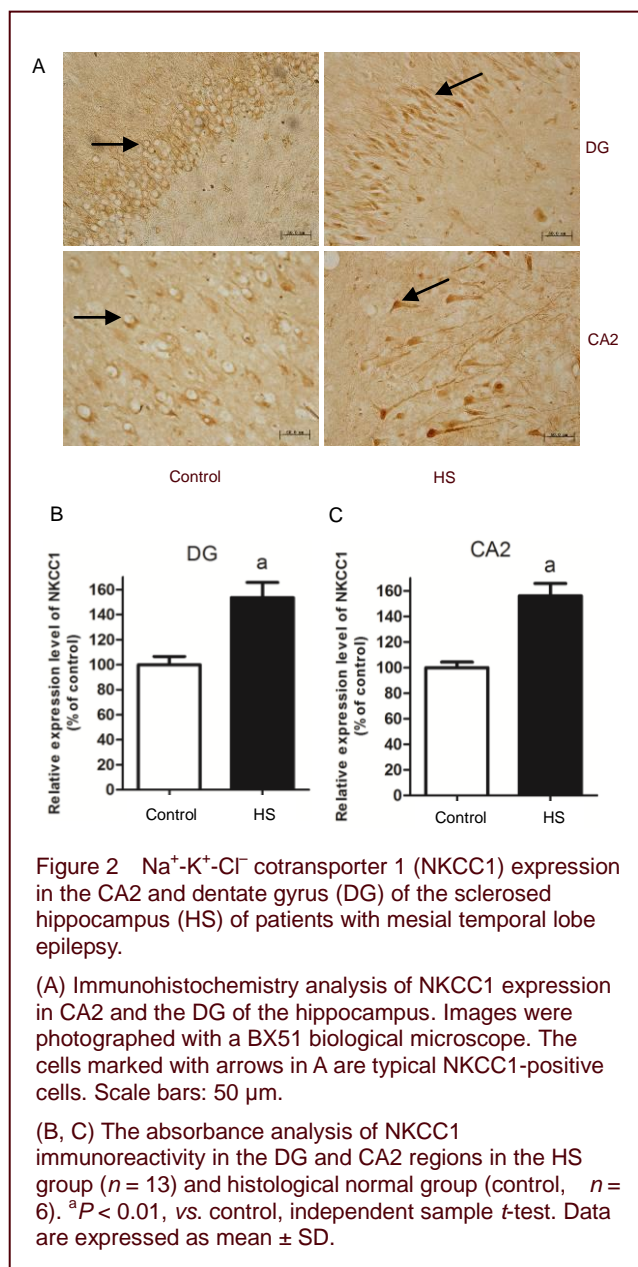 A
DG
CA2
Control
HS
B
DG
a
Relative expression level of NKCC1
(% of control)
160
140
120
100
80
60
40
20
0
Control
HS
C
CA2
a
Relative expression level of NKCC1
(% of control)
160
140
120
100
80
60
40
20
0
Control
HS
Figure 2 Na⁺-K⁺-Cl⁻ cotransporter 1 (NKCC1) expression
in the CA2 and dentate gyrus (DG) of the sclerosed
hippocampus (HS) of patients with mesial temporal lobe
epilepsy.
(A) Immunohistochemistry analysis of NKCC1 expression
in CA2 and the DG of the hippocampus. Images were
photographed with a BX51 biological microscope. The
cells marked with arrows in A are typical NKCC1-positive
cells. Scale bars: 50 μm.
(B, C) The absorbance analysis of NKCC1
immunoreactivity in the DG and CA2 regions in the HS
group (n = 13) and histological normal group (control, n =
6). ᵃP < 0.01, vs. control, independent sample t-test. Data
are expressed as mean ± SD.